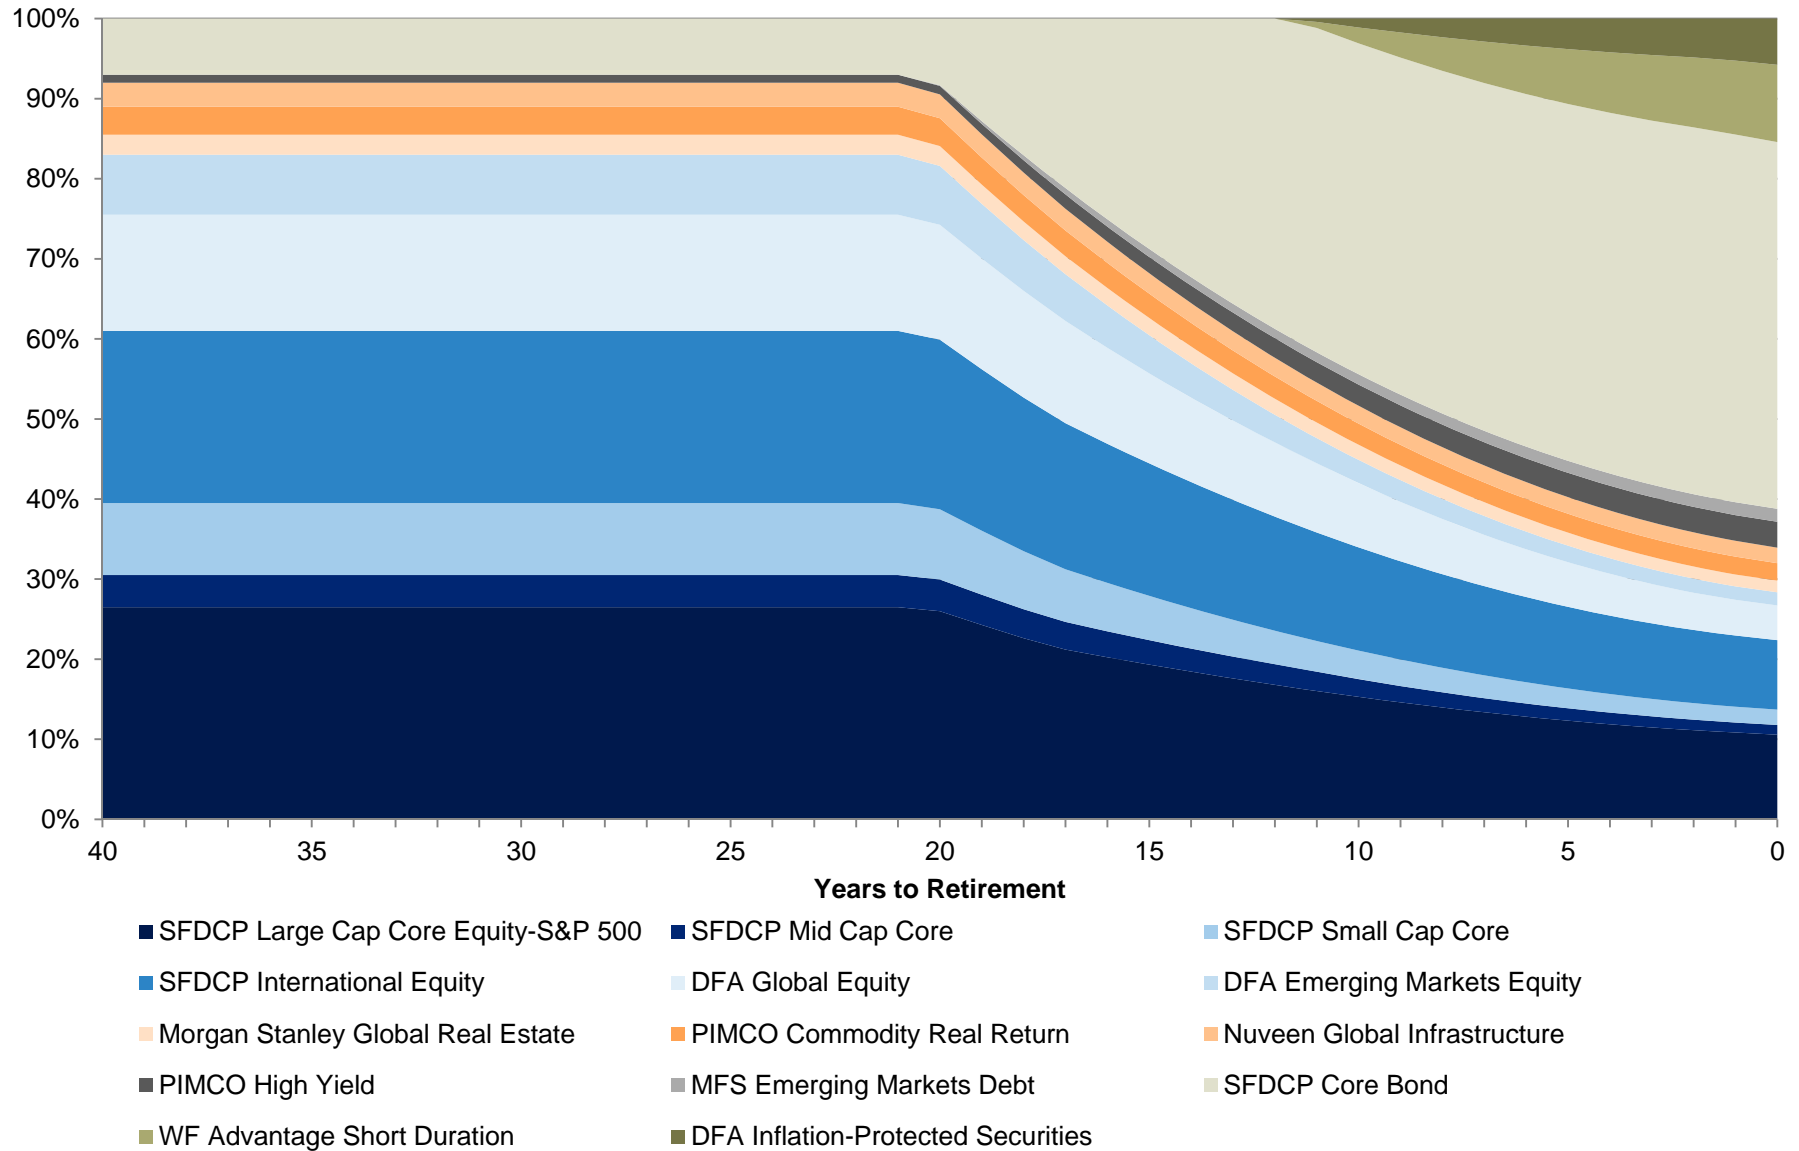 100%
90%
80%
70%
60%
50%
40%
30%
20%
10%
0%
40 35 30 25 20 15 10 5 0
Years to Retirement
SFDCP Large Cap Core Equity-S&P 500 SFDCP Mid Cap Core SFDCP Small Cap Core
SFDCP International Equity DFA Global Equity DFA Emerging Markets Equity
Morgan Stanley Global Real Estate PIMCO Commodity Real Return Nuveen Global Infrastructure
PIMCO High Yield MFS Emerging Markets Debt SFDCP Core Bond
WF Advantage Short Duration DFA Inflation-Protected Securities